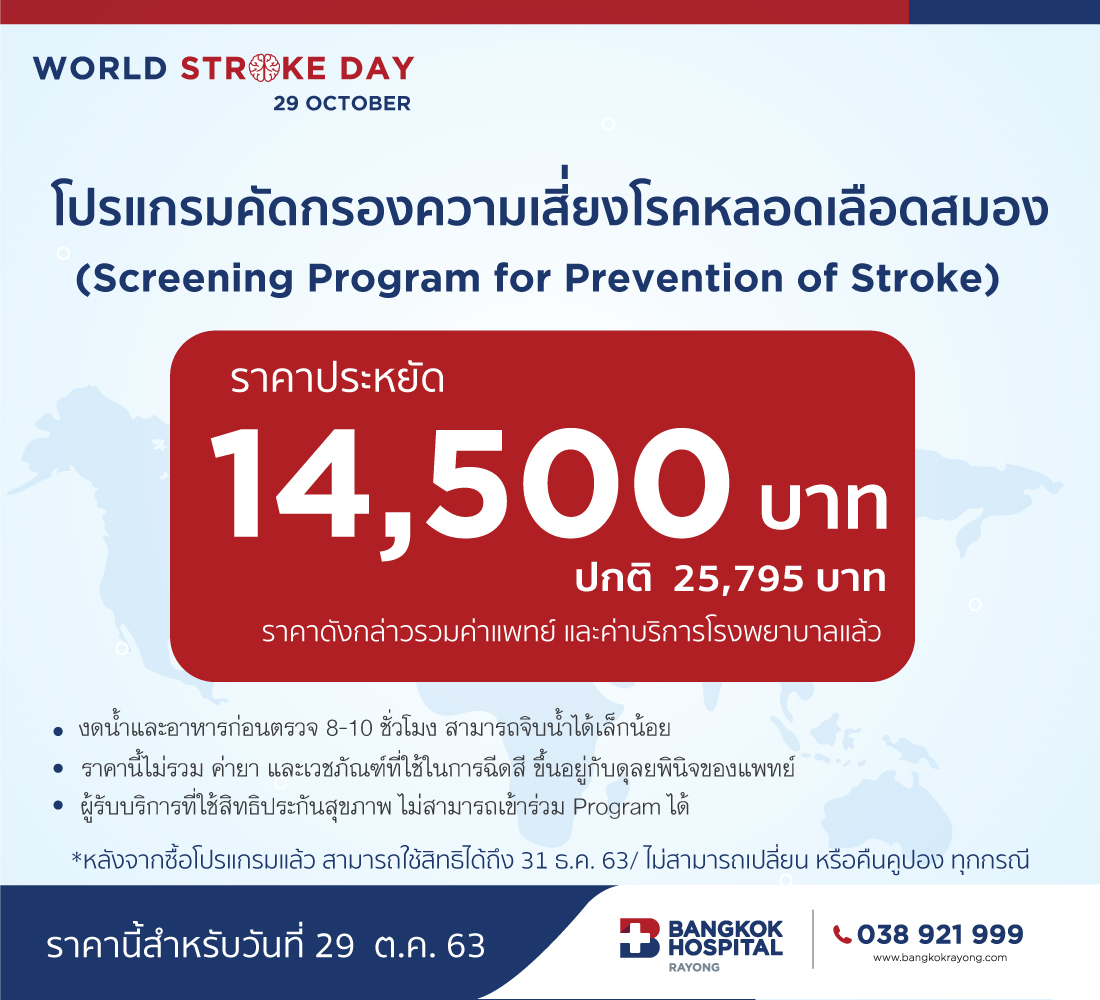 WORLD STROKE DAY
29 OCTOBER
โปรแกรมคัดกรองความเสี่ยงโรคหลอดเลือดสมอง
(Screening Program for Prevention of Stroke)
ราคาประหยัด
14,500 บาท
ปกติ 25,795 บาท
ราคาดังกล่าวรวมค่าแพทย์ และค่าบริการโรงพยาบาลแล้ว
• งดน้ำและอาหารก่อนตรวจ 8-10 ชั่วโมง สามารถจิบน้ำได้เล็กน้อย
• ราคานี้ไม่รวม ค่ายา และเวชภัณฑ์ที่ใช้ในการฉีดสี ขึ้นอยู่กับดุลยพินิจของแพทย์
• ผู้รับบริการที่ใช้สิทธิประกันสุขภาพ ไม่สามารถเข้าร่วม Program ได้
*หลังจากซื้อโปรแกรมแล้ว สามารถใช้สิทธิได้ถึง 31 ธ.ค. 63/ ไม่สามารถเปลี่ยน หรือคืนคูปอง ทุกกรณี
ราคานี้สำหรับวันที่ 29 ต.ค. 63
BANGKOK
HOSPITAL
RAYONG
038 921 999
www.bangkokrayong.com